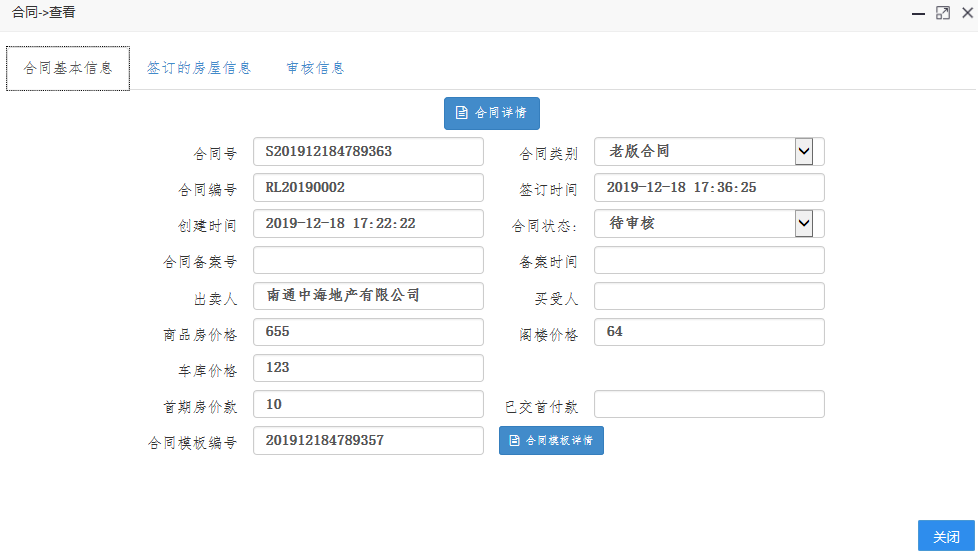 合同->查看
合同基本信息 签订的房屋信息 审核信息
合同详情
合同号 S201912184789363 合同类别 老版合同
合同编号 RL20190002 签订时间 2019-12-18 17:36:25
创建时间 2019-12-18 17:22:22 合同状态: 待审核
合同备案号 备案时间
出卖人 南通中海地产有限公司 买受人
商品房价格 655 阁楼价格 64
车库价格 123
首期房价款 10 已交首付款
合同模板编号 201912184789357 合同模板详情
关闭